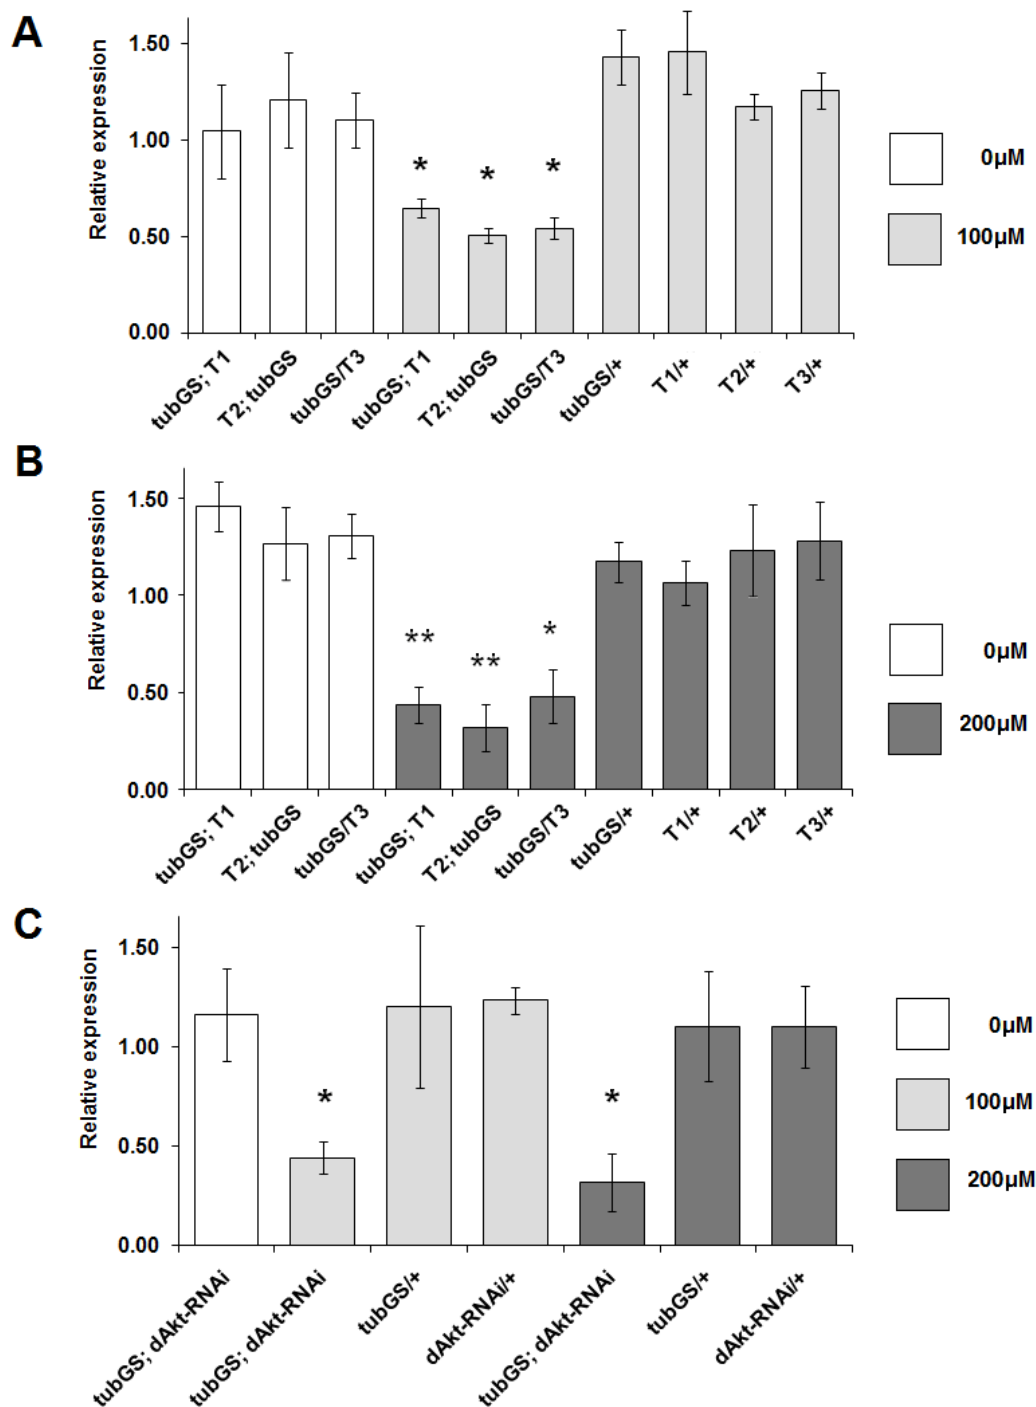 A
Relative expression
1.50
1.00
0.50
0.00
* * *
tubGS; T1
T2; tubGS
tubGS/T3
tubGS; T1
T2; tubGS
tubGS/T3
tubGS/+
T1/+
T2/+
T3/+
0µM
100µM
B
Relative expression
1.50
1.00
0.50
0.00
** ** *
tubGS; T1
T2; tubGS
tubGS/T3
tubGS; T1
T2; tubGS
tubGS/T3
tubGS/+
T1/+
T2/+
T3/+
0µM
200µM
C
Relative expression
1.50
1.00
0.50
0.00
* *
tubGS; dAkt-RNAi
tubGS; dAkt-RNAi
tubGS/+
dAkt-RNAi/+
tubGS; dAkt-RNAi
tubGS/+
dAkt-RNAi/+
0µM
100µM
200µM